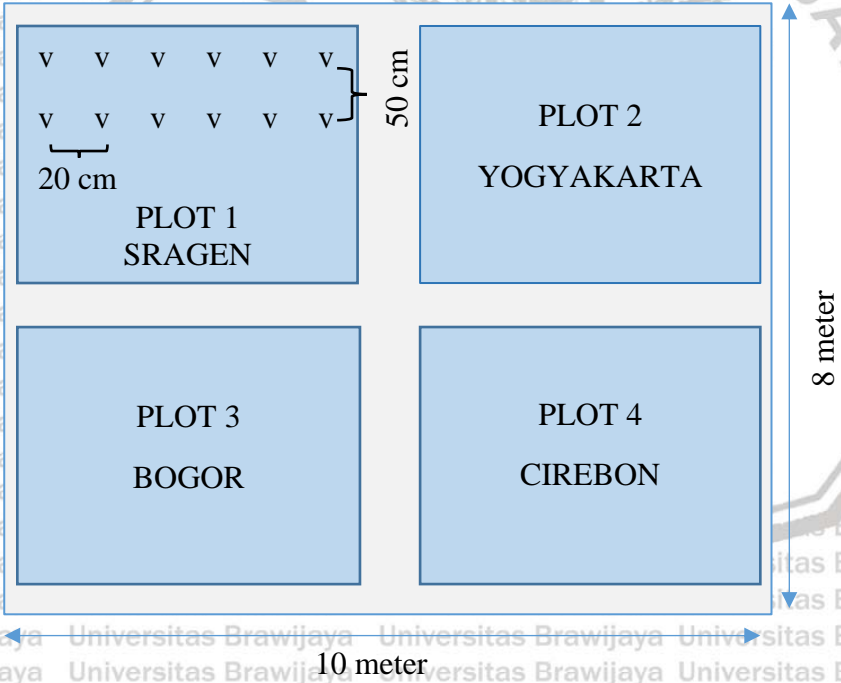 v v v v v v
50 cm
v v v v v v
20 cm
PLOT 1
SRAGEN
PLOT 2
YOGYAKARTA
8 meter
PLOT 3
BOGOR
PLOT 4
CIREBON
10 meter
Universitas Brawijaya Universitas Brawijaya Universitas
Universitas Brawijaya Universitas Brawijaya Universitas